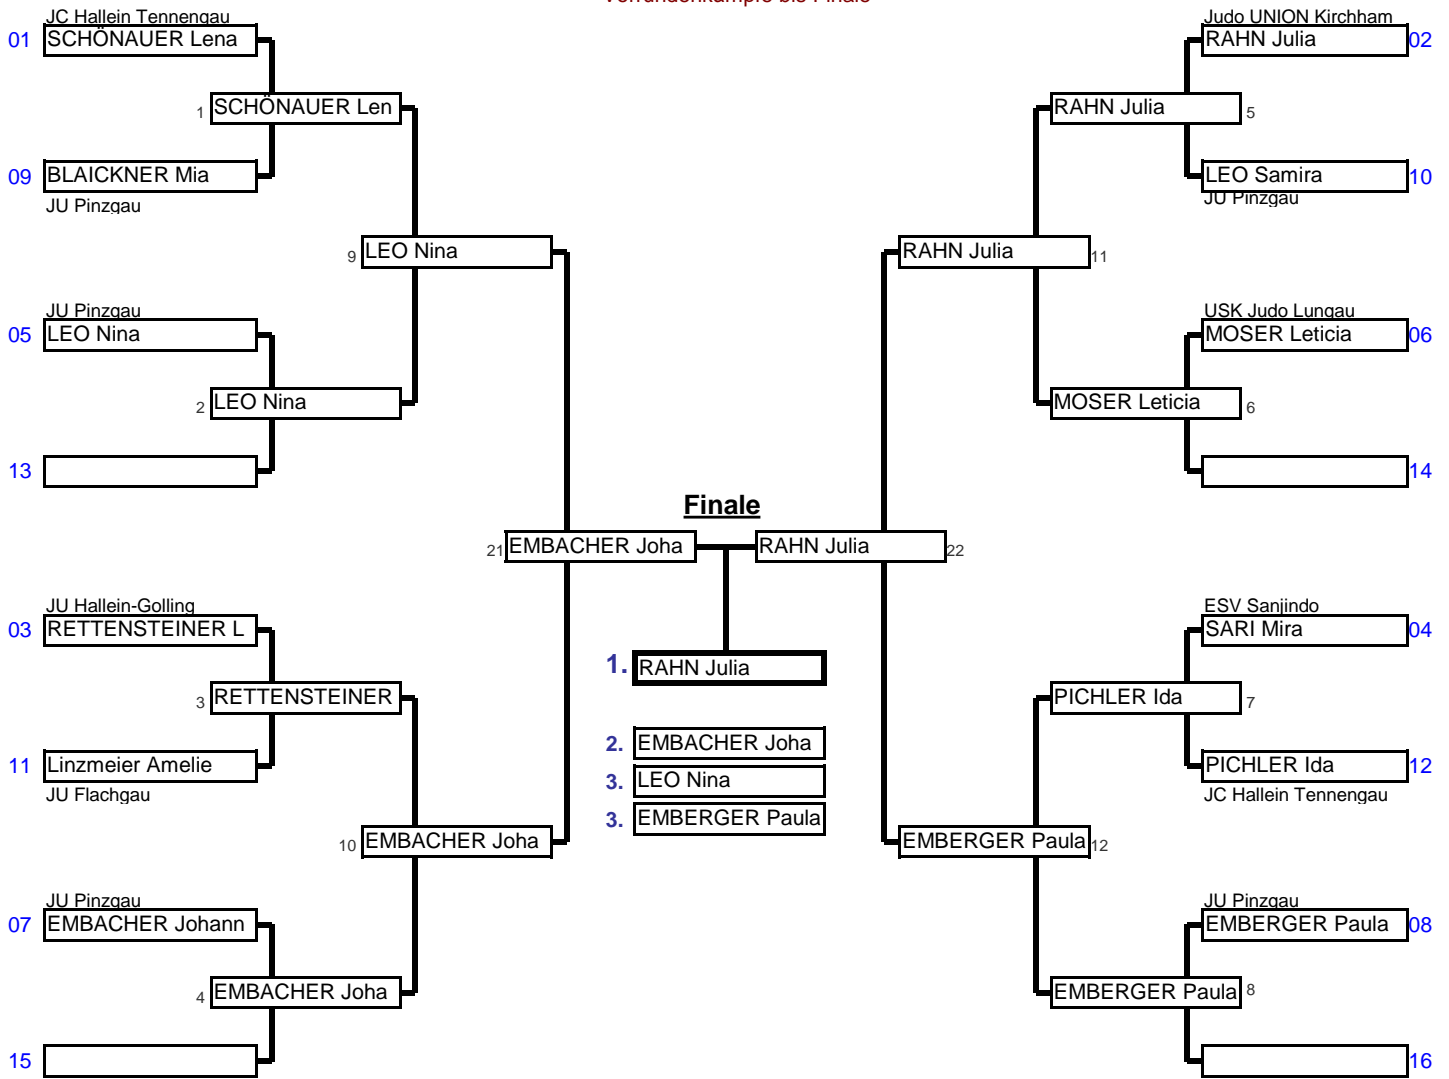 Vorrundenkämpfe bis Finale
JC Hallein Tennengau
01 SCHÖNAUER Lena
1 SCHÖNAUER Len
09 BLAICKNER Mia
JU Pinzgau
9 LEO Nina
JU Pinzgau
05 LEO Nina
2 LEO Nina
13
21 EMBACHER Joha
JU Hallein-Golling
03 RETTENSTEINER L
3 RETTENSTEINER
11 Linzmeier Amelie
JU Flachgau
10 EMBACHER Joha
JU Pinzgau
07 EMBACHER Johann
4 EMBACHER Joha
15
Finale
1. RAHN Julia
2. EMBACHER Joha
3. LEO Nina
3. EMBERGER Paula
Judo UNION Kirchham
RAHN Julia 02
RAHN Julia 5
LEO Samira 10
JU Pinzgau
RAHN Julia 11
USK Judo Lungau
MOSER Leticia 06
MOSER Leticia 6
14
RAHN Julia 22
ESV Sanjindo
SARI Mira 04
PICHLER Ida 7
PICHLER Ida 12
JC Hallein Tennengau
EMBERGER Paula 12
JU Pinzgau
EMBERGER Paula 08
EMBERGER Paula 8
16